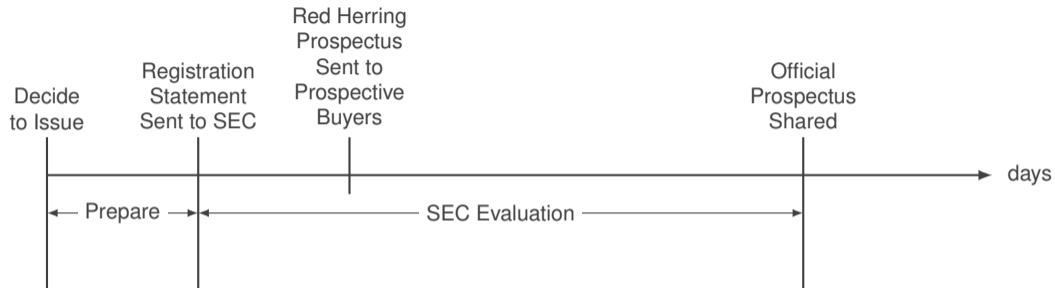 Decide
to Issue
Registration
Statement
Sent to SEC
Red Herring
Prospectus
Sent to
Prospective
Buyers
Official
Prospectus
Shared
days
Prepare
SEC Evaluation